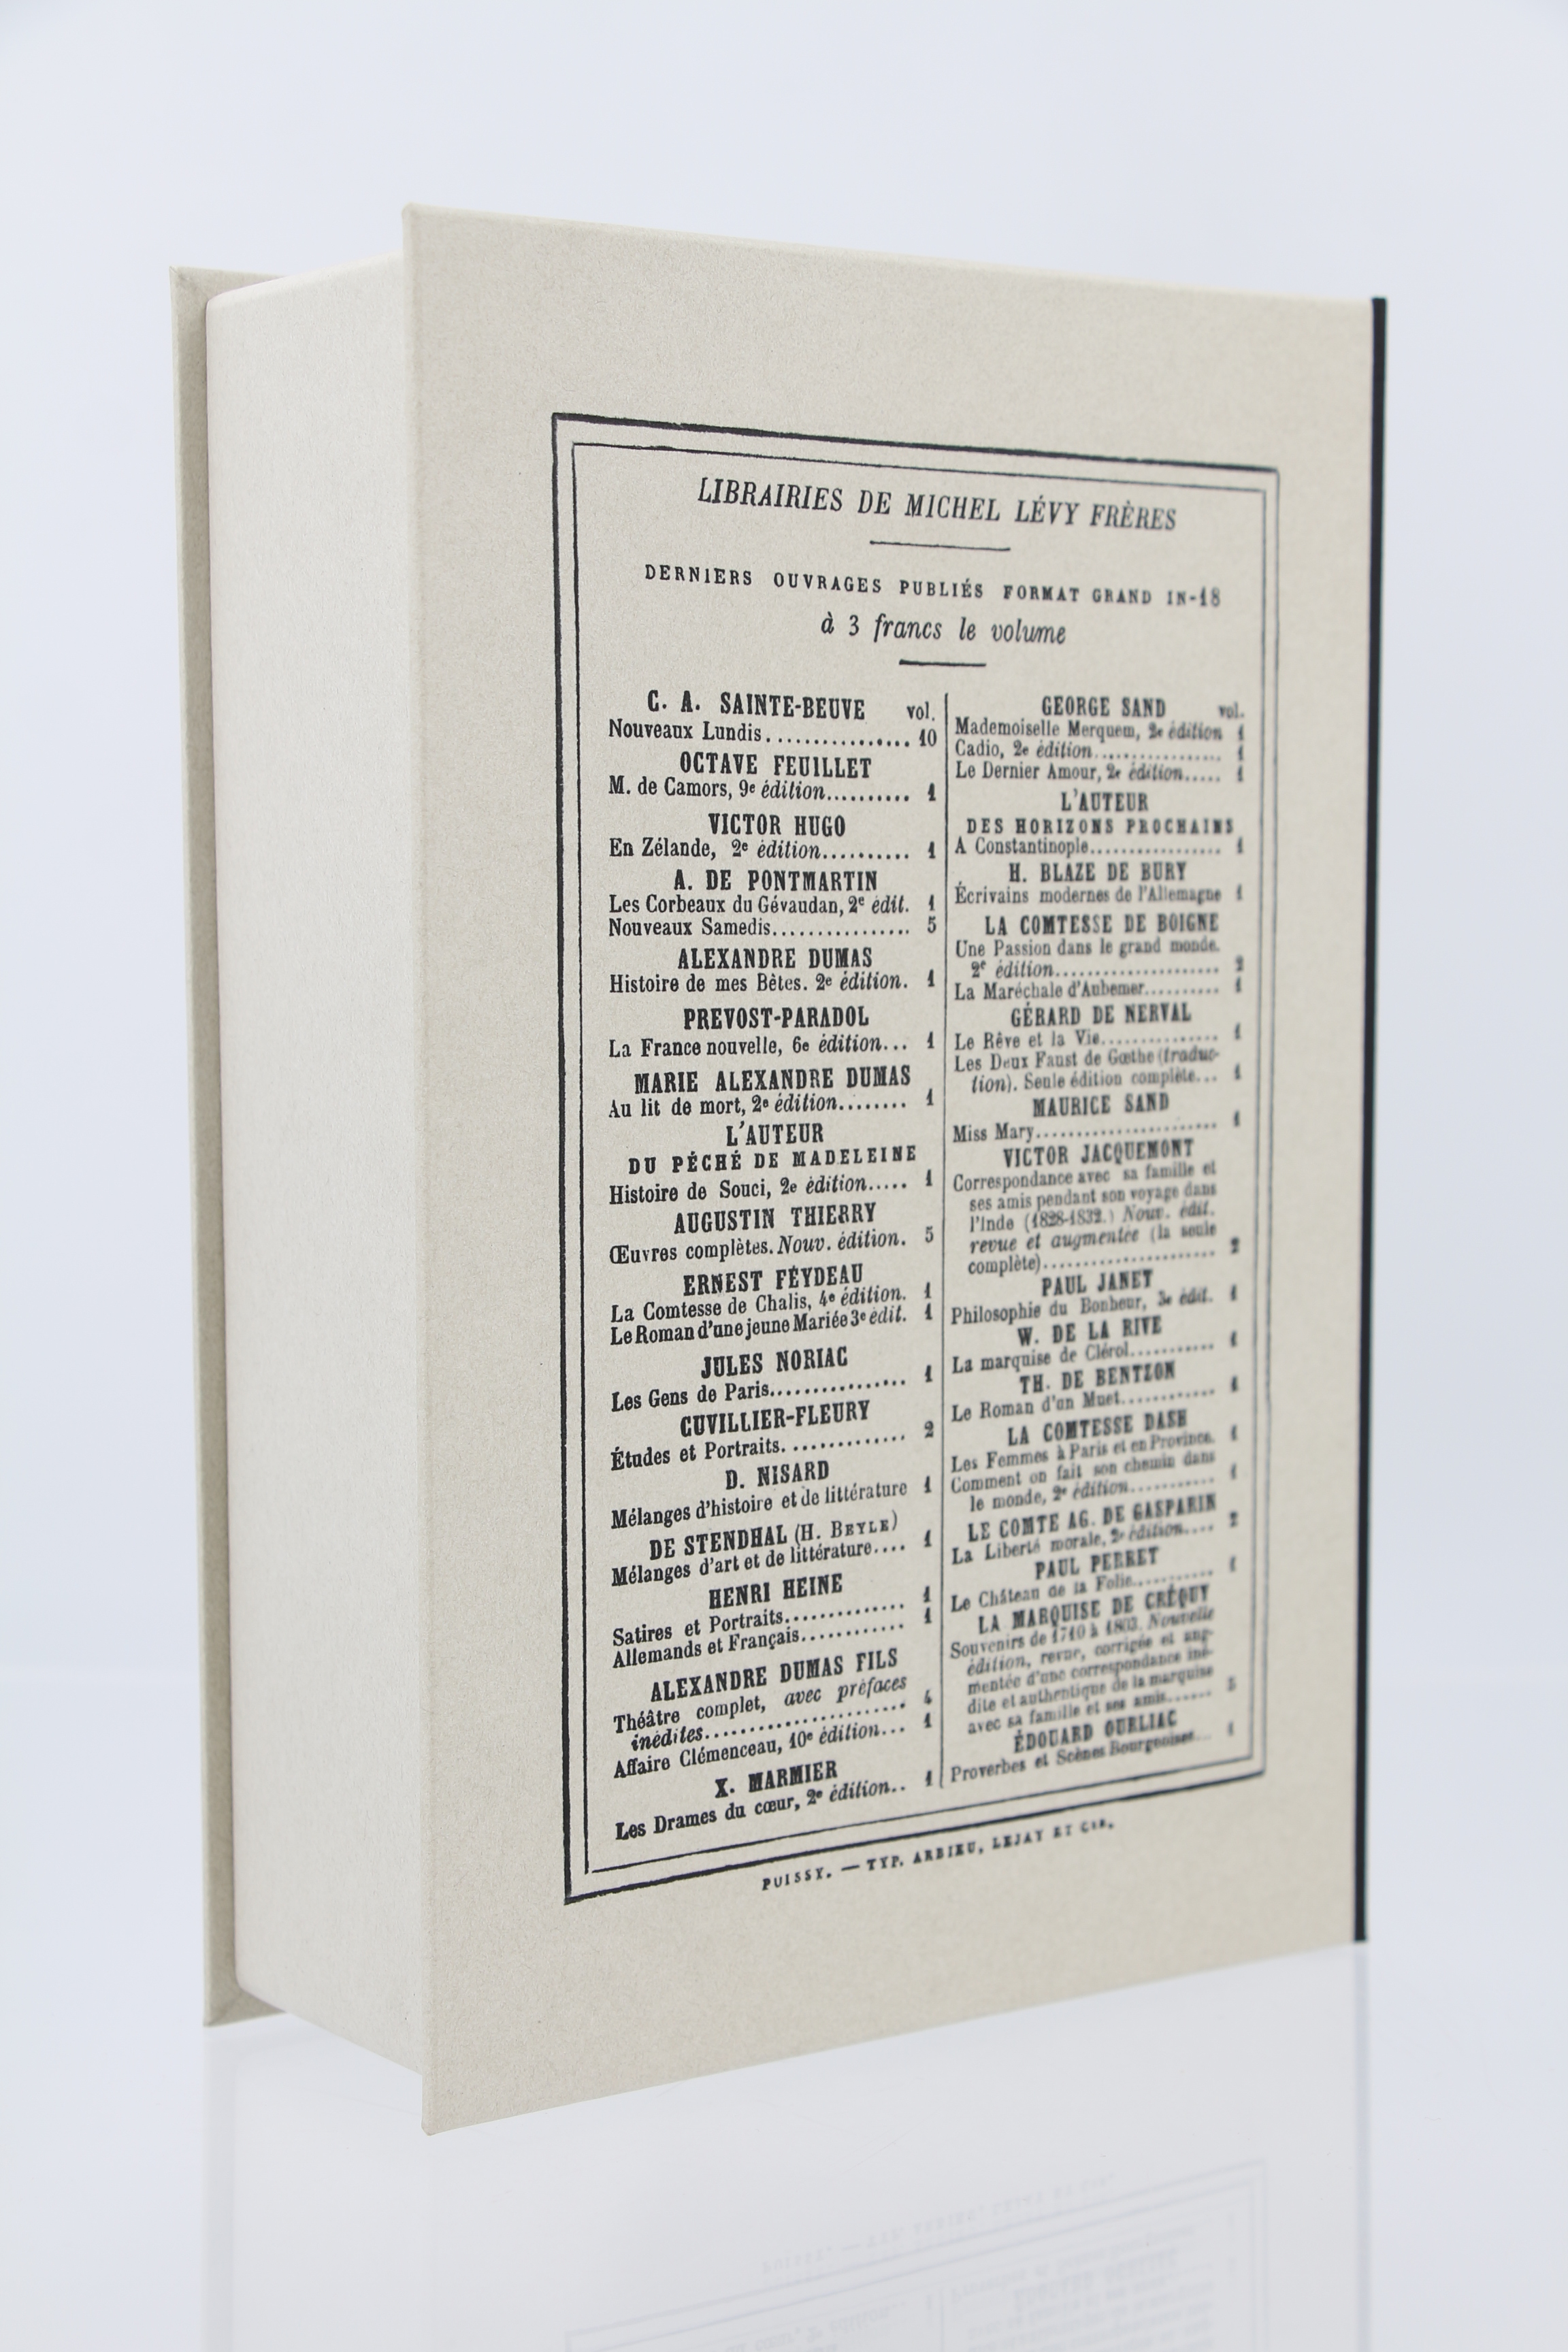 LIBRAIRIES DE MICHEL LÉVY FRÈRES
DERNIERS OUVRAGES PUBLIÉS FORMAT GRAND IN-18
à 3 francs le volume
C. A. SAINTE-BEUVE vol.
Nouveaux Lundis................ 10
OCTAVE FEUILLET
M. de Camors, 9e édition.......... 1
VICTOR HUGO
En Zélande, 2e édition.......... 1
A. DE PONTMARTIN
Les Corbeaux du Gévaudan, 2e édit. 1
Nouveaux Samedis................ 5
ALEXANDRE DUMAS
Histoire de mes Bêtes. 2e édition. 1
PREVOST-PARADOL
La France nouvelle, 6e édition... 1
MARIE ALEXANDRE DUMAS
Au lit de mort, 2e édition........ 1
L'AUTEUR
DU PÉCHÉ DE MADELEINE
Histoire de Souci, 2e édition..... 1
AUGUSTIN THIERRY
Œuvres complètes. Nouv. édition. 5
ERNEST FÉYDEAU
La Comtesse de Chalis, 4e édition. 1
Le Roman d'une jeune Mariée 3e édit. 1
JULES NORIAC
Les Gens de Paris................ 1
CUVILLIER-FLEURY
Études et Portraits. ............. 2
D. NISARD
Mélanges d'histoire et de littérature 1
DE STENDHAL (H. BEYLE)
Mélanges d'art et de littérature.... 1
HENRI HEINE
Satires et Portraits.............. 1
Allemands et Français............ 1
ALEXANDRE DUMAS FILS
Théâtre complet, avec préfaces
inédites....................... 4
Affaire Clémenceau, 10e édition... 1
X. MARMIER
Les Drames du cœur, 2e édition.. 1
GEORGE SAND vol.
Mademoiselle Merquem, 2e édition 1
Cadio, 2e édition................ 1
Le Dernier Amour, 2e édition..... 1
L'AUTEUR
DES HORIZONS PROCHAINS
A Constantinople................. 1
H. BLAZE DE BURY
Écrivains modernes de l'Allemagne 1
LA COMTESSE DE BOIGNE
Une Passion dans le grand monde.
2e édition...................... 2
La Maréchale d'Aubemer.......... 1
GÉRARD DE NERVAL
Le Rêve et la Vie................ 1
Les Deux Faust de Gœthe (traduc-
tion). Seule édition complète... 1
MAURICE SAND
Miss Mary........................ 1
VICTOR JACQUEMONT
Correspondance avec sa famille et
ses amis pendant son voyage dans
l'Inde (1828-1832.) Nouv. édit.
revue et augmentée (la seule
complète)....................... 2
PAUL JANET
Philosophie du Bonheur, 3e édit. 1
W. DE LA RIVE
La marquise de Clérol............ 1
TH. DE BENTZON
Le Roman d'un Muet............. 1
LA COMTESSE DASH
Les Femmes à Paris et en Province. 1
Comment on fait son chemin dans
le monde, 2e édition........... 1
LE COMTE AG. DE GASPARIN
La Liberté morale, 2e édition.... 2
PAUL PERRET
Le Château de la Folie........... 1
LA MARQUISE DE CRÉQUY
Souvenirs de 1710 à 1803. Nouvelle
édition, revue, corrigée et aug-
mentée d'une correspondance iné-
dite et authentique de la marquise
avec sa famille et ses amis...... 5
ÉDOUARD OURLIAC
Proverbes et Scènes Bourgeoises... 1
PUISSY. — TYP. ARBIEU, LEJAY ET Cie.